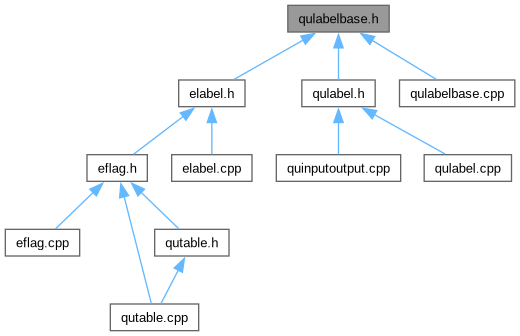 qulabelbase.h
elabel.h
qulabel.h
qulabelbase.cpp
eflag.h
elabel.cpp
quinputoutput.cpp
qulabel.cpp
eflag.cpp
qutable.h
qutable.cpp